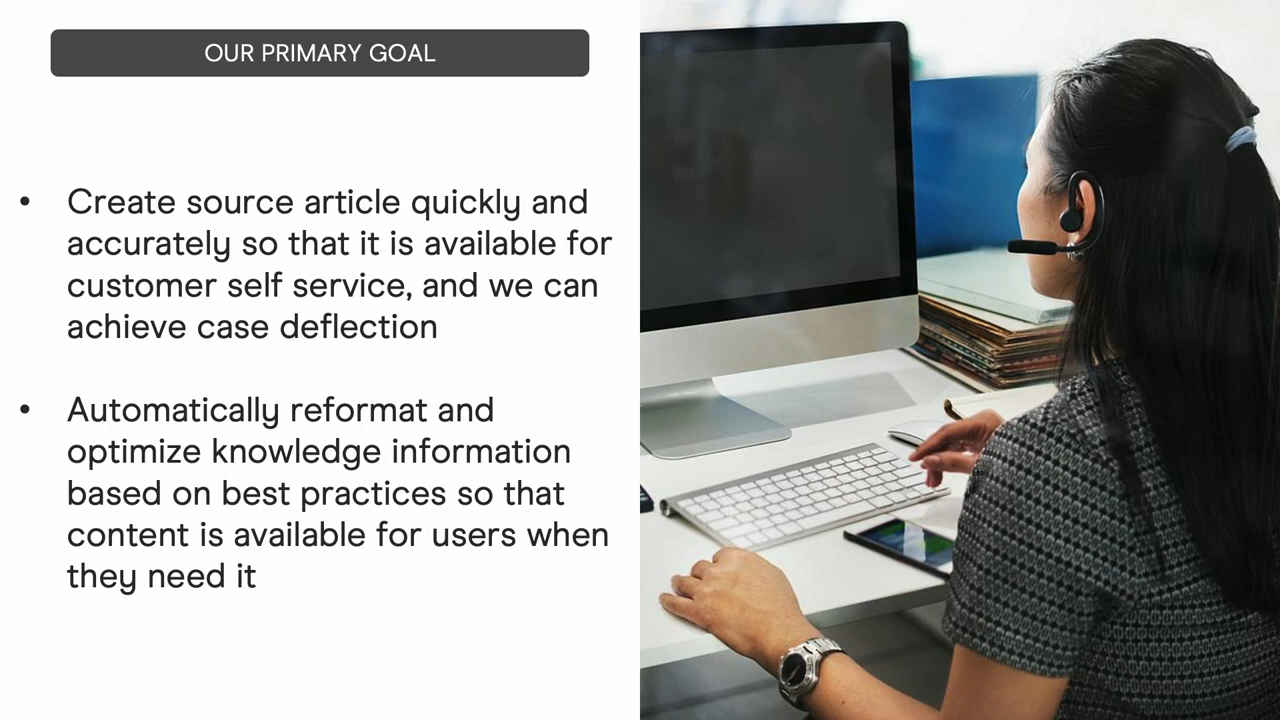 OUR PRIMARY GOAL
• Create source article quickly and
accurately so that it is available for
customer self service, and we can
achieve case deflection
• Automatically reformat and
optimize knowledge information
based on best practices so that
content is available for users when
they need it